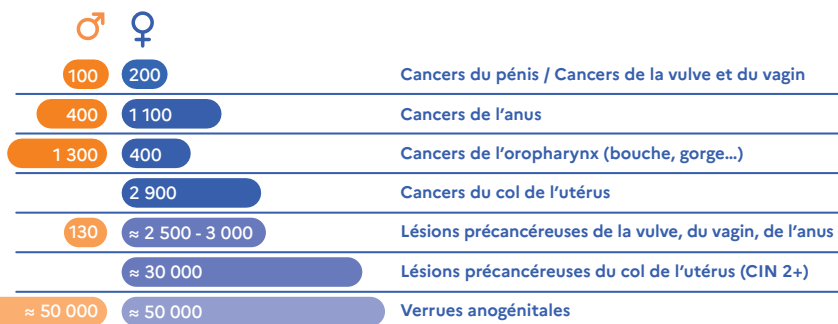 100 200 Cancers du pénis / Cancers de la vulve et du vagin
400 1 100 Cancers de l'anus
1 300 400 Cancers de l'oropharynx (bouche, gorge...)
2 900 Cancers du col de l'utérus
130 ≈ 2 500 - 3 000 Lésions précancéreuses de la vulve, du vagin, de l'anus
≈ 30 000 Lésions précancéreuses du col de l'utérus (CIN 2+)
≈ 50 000 ≈ 50 000 Verrues anogénitales